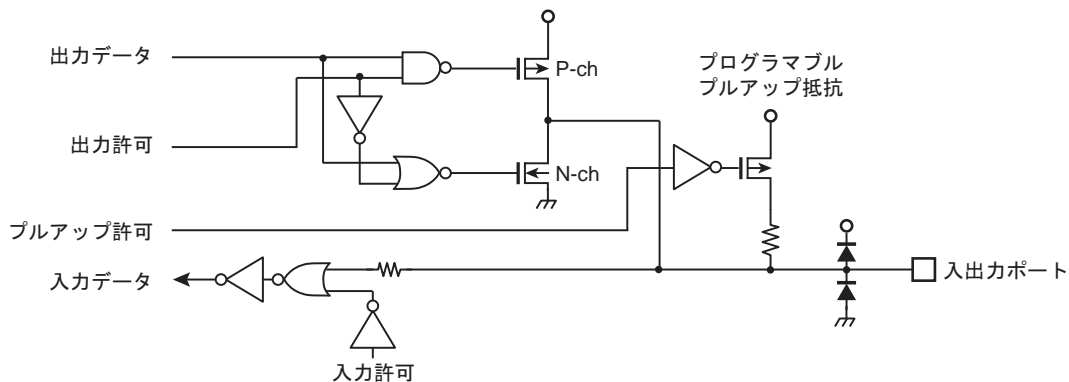 出力データ
P-ch
プログラマブル
プルアップ抵抗
出力許可
N-ch
プルアップ許可
入力データ
入出力ポート
入力許可